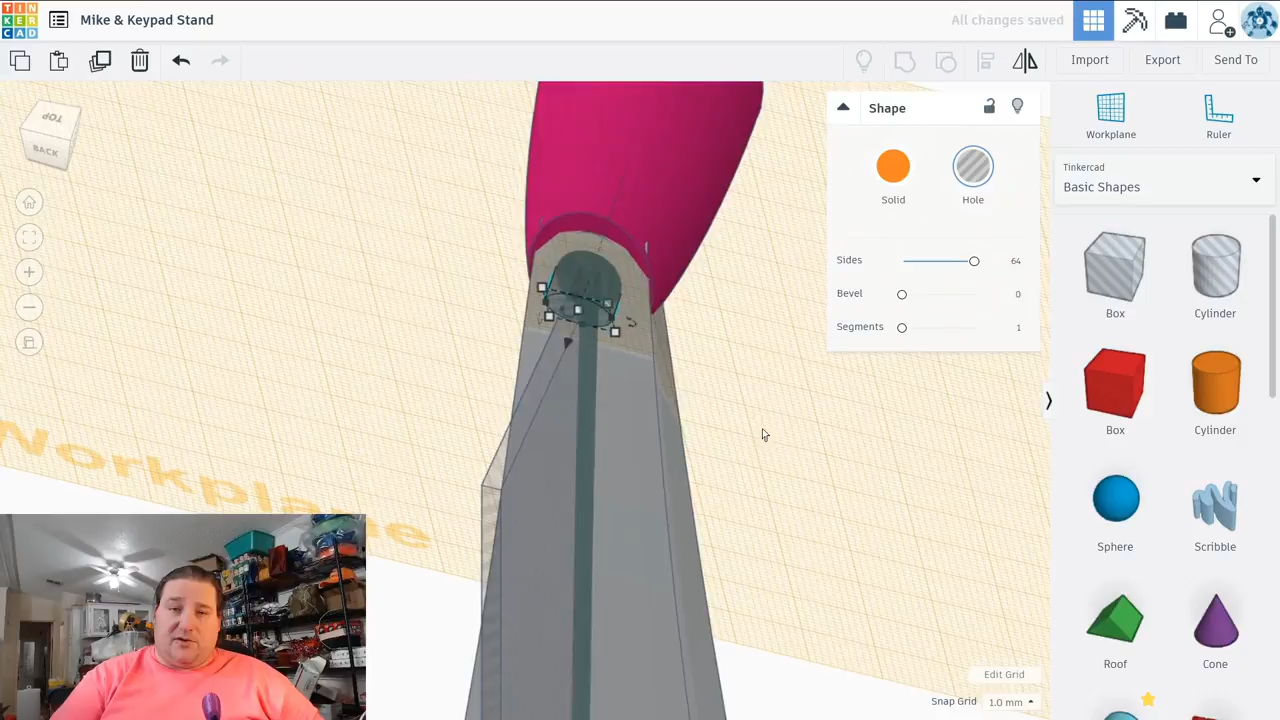 TIN
KER
CAD
Mike & Keypad Stand
All changes saved
Import
Export
Send To
TOP
BACK
Shape
Solid
Hole
Sides
64
Bevel
0
Segments
1
Workplane
Ruler
Tinkercad
Basic Shapes
Box
Cylinder
Box
Cylinder
Sphere
Scribble
Roof
Cone
Workplane
Edit Grid
Snap Grid
1.0 mm